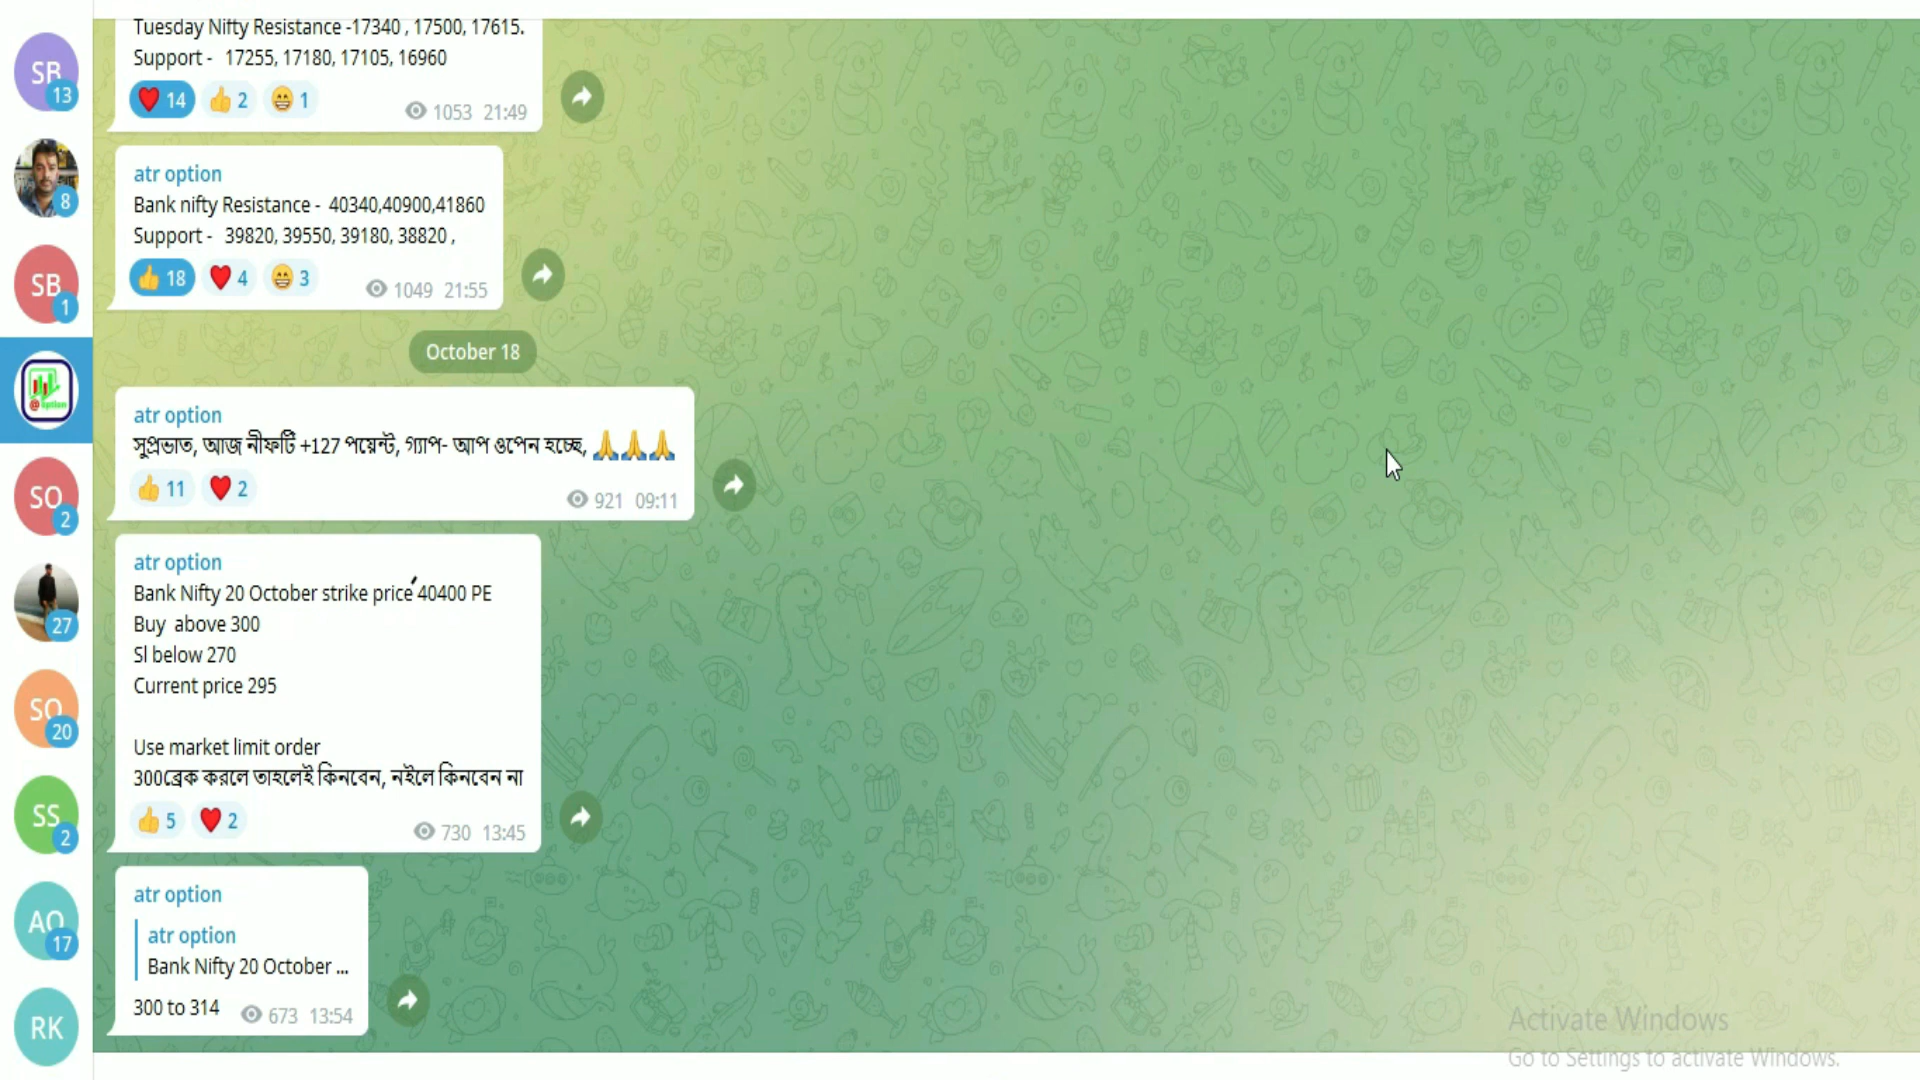 Tuesday Nifty Resistance -17340 , 17500, 17615.
Support - 17255, 17180, 17105, 16960
❤️ 14 👍 2 😁 1
1053 21:49
SB
13
atr option
Bank nifty Resistance - 40340,40900,41860
Support - 39820, 39550, 39180, 38820 ,
👍 18 ❤️ 4 😁 3
1049 21:55
8
SB
1
October 18
atr option
সুপ্রভাত, আজ নীফটি +127 পয়েন্ট, গ্যাপ- আপ ওপেন হচ্ছে, 🙏🙏🙏
👍 11 ❤️ 2
921 09:11
@ option
SO
2
atr option
Bank Nifty 20 October strike price 40400 PE
Buy above 300
Sl below 270
Current price 295
Use market limit order
300ব্রেক করলে তাহলেই কিনবেন, নইলে কিনবেন না
👍 5 ❤️ 2
730 13:45
27
SO
20
SS
2
atr option
atr option
Bank Nifty 20 October ...
300 to 314
673 13:54
AO
17
RK
Activate Windows
Go to Settings to activate Windows.